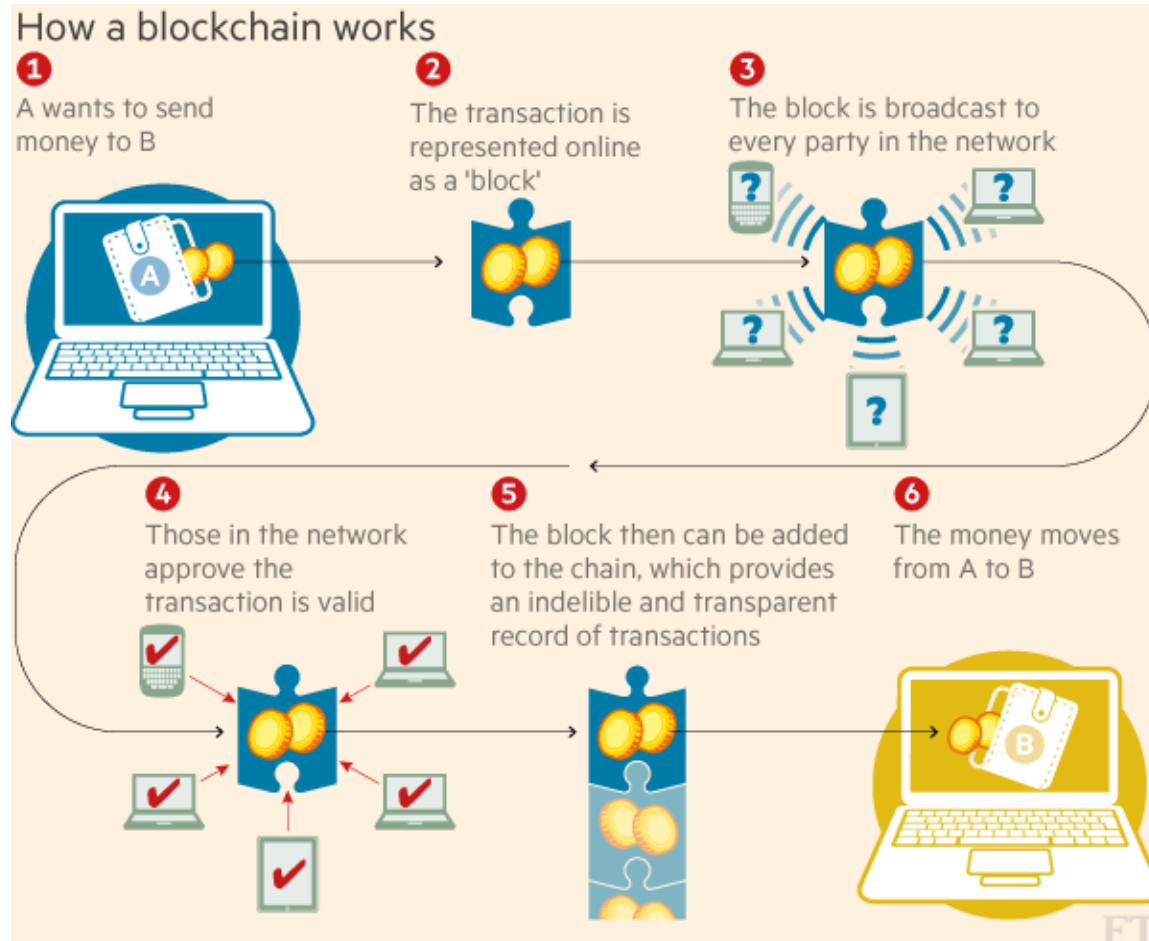 How a blockchain works
1
A wants to send
money to B
2
The transaction is
represented online
as a 'block'
3
The block is broadcast to
every party in the network
?
?
?
?
?
A
4
Those in the network
approve the
transaction is valid
5
The block then can be added
to the chain, which provides
an indelible and transparent
record of transactions
6
The money moves
from A to B
B
FT